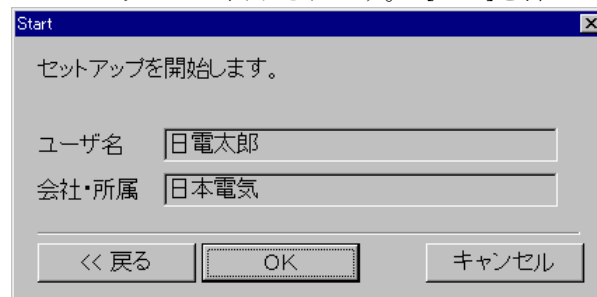 Start
セットアップを開始します。
ユーザ名 日電太郎
会社・所属 日本電気
<< 戻る OK キャンセル